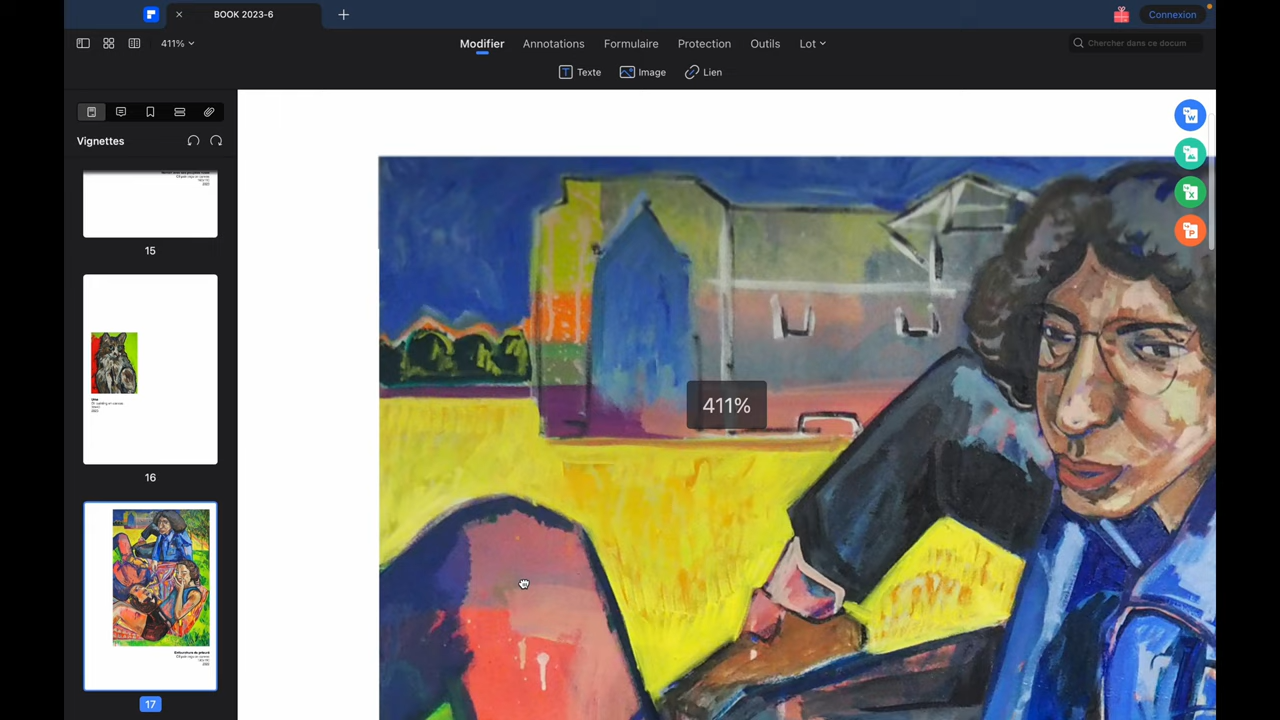 BOOK 2023-6
Connexion
411%
Modifier
Annotations
Formulaire
Protection
Outils
Lot
Chercher dans ce docum
Texte
Image
Lien
Vignettes
15
16
17
411%